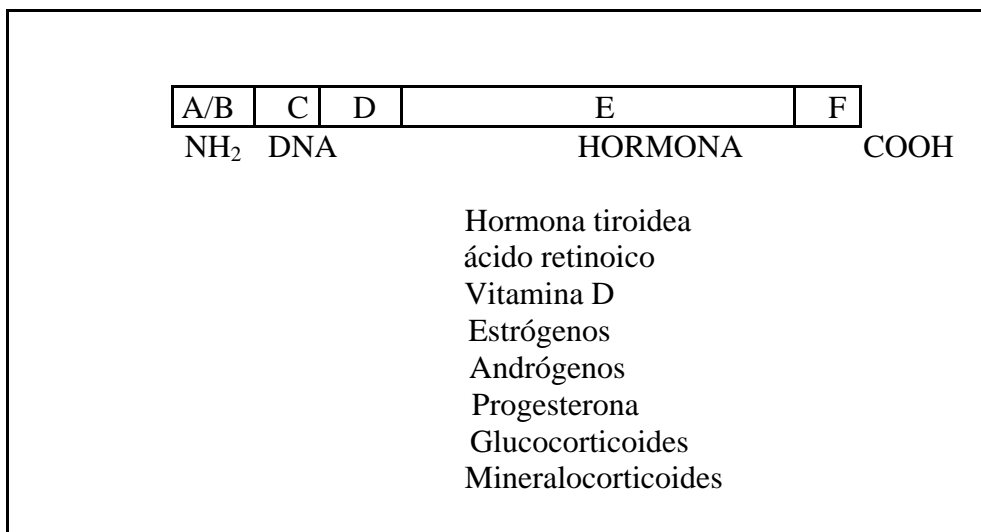 A/B C D E F
NH₂ DNA HORMONA COOH
Hormona tiroidea
ácido retinoico
Vitamina D
Estrógenos
Andrógenos
Progesterona
Glucocorticoides
Mineralocorticoides